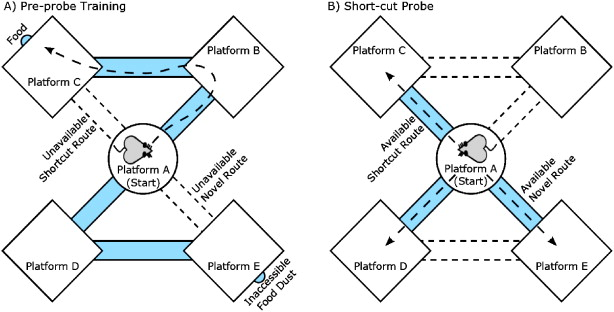 A) Pre-probe Training
Food
Platform B
Platform C
Unavailable
Shortcut Route
Platform A
(Start)
Unavailable
Novel Route
Platform D
Platform E
Inaccessible
Food Dust
B) Short-cut Probe
Platform C
Platform B
Available
Shortcut Route
Platform A
(Start)
Available
Novel Route
Platform D
Platform E